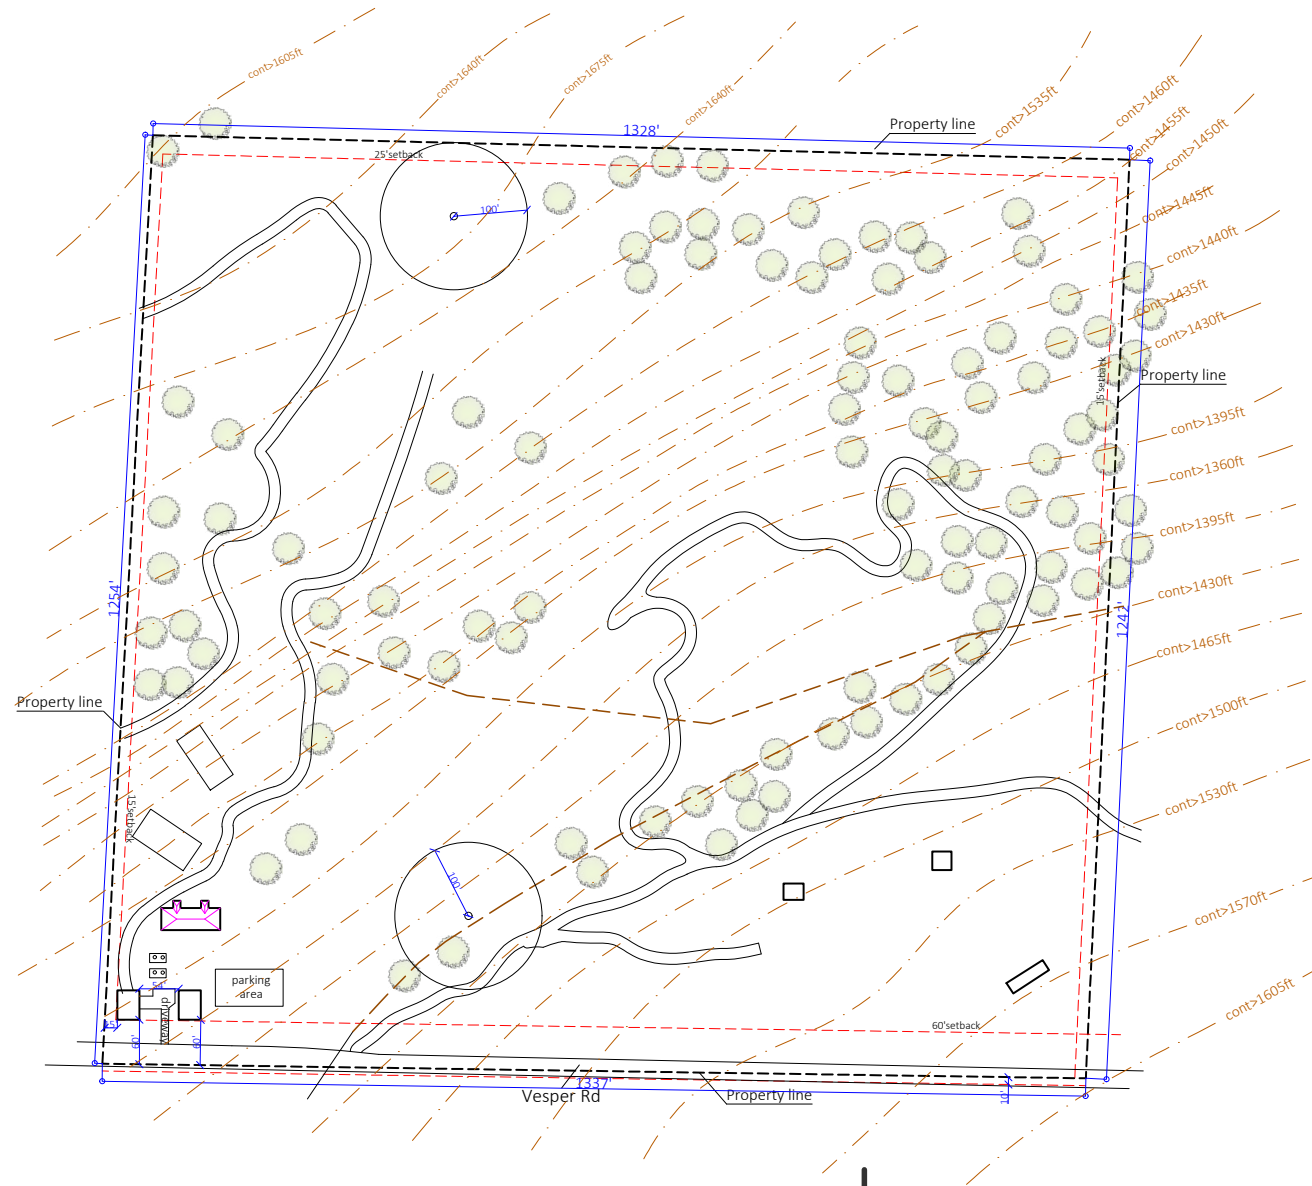 cont>1605ft
cont>1640ft
cont>1675ft
cont>1640ft
cont>1535ft
cont>1460ft
cont>1455ft
cont>1450ft
1328'
Property line
25'setback
100'
cont>1445ft
cont>1440ft
cont>1435ft
cont>1430ft
15'setback
Property line
cont>1395ft
cont>1360ft
cont>1395ft
cont>1430ft
1254'
1242'
cont>1465ft
Property line
cont>1500ft
15'setback
cont>1530ft
100'
cont>1570ft
parking
area
54'
driveway
cont>1605ft
15'
60'
60'
60'setback
1337'
Vesper Rd
Property line
10'